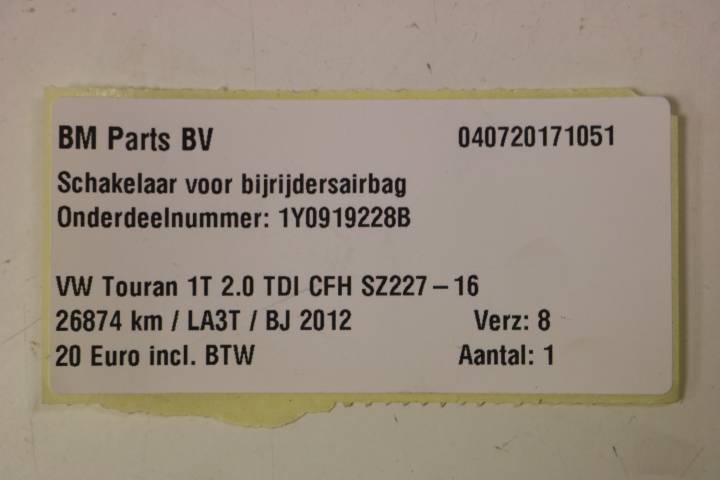 BM Parts BV 040720171051
Schakelaar voor bijrijdersairbag
Onderdeelnummer: 1Y0919228B
VW Touran 1T 2.0 TDI CFH SZ227 – 16
26874 km / LA3T / BJ 2012 Verz: 8
20 Euro incl. BTW Aantal: 1